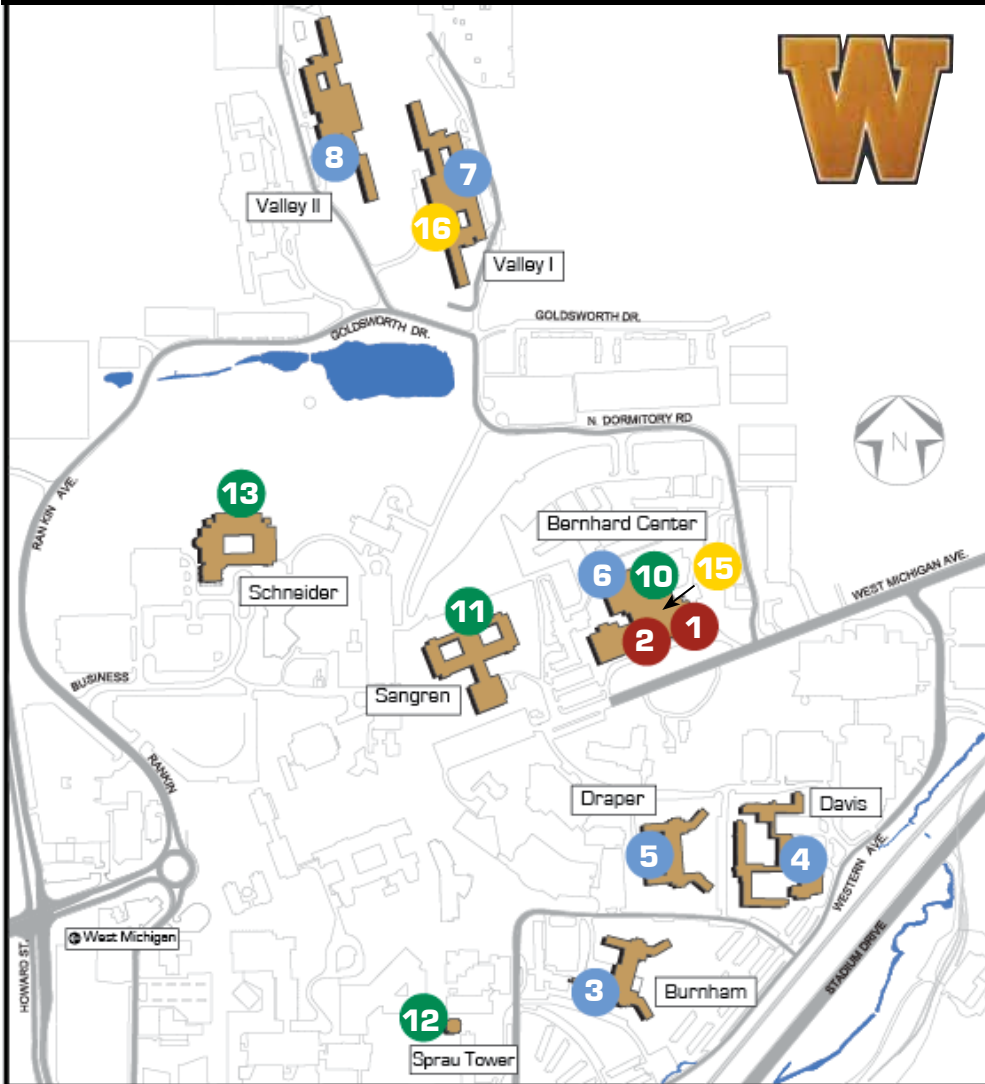 W
8
7
Valley II
16
Valley I
GOLDSWORTH DR.
GOLDSWORTH DR.
N. DORMITORY RD
N
RANKIN AVE.
13
Bernhard Center
WEST MICHIGAN AVE.
6
10
15
Schneider
11
2
1
BUSINESS
Sangren
RANKIN
Draper
Davis
5
4
WESTERN AVE.
West Michigan
HOWARD ST.
STADIUM DRIVE
3
Burnham
12
Sprau Tower